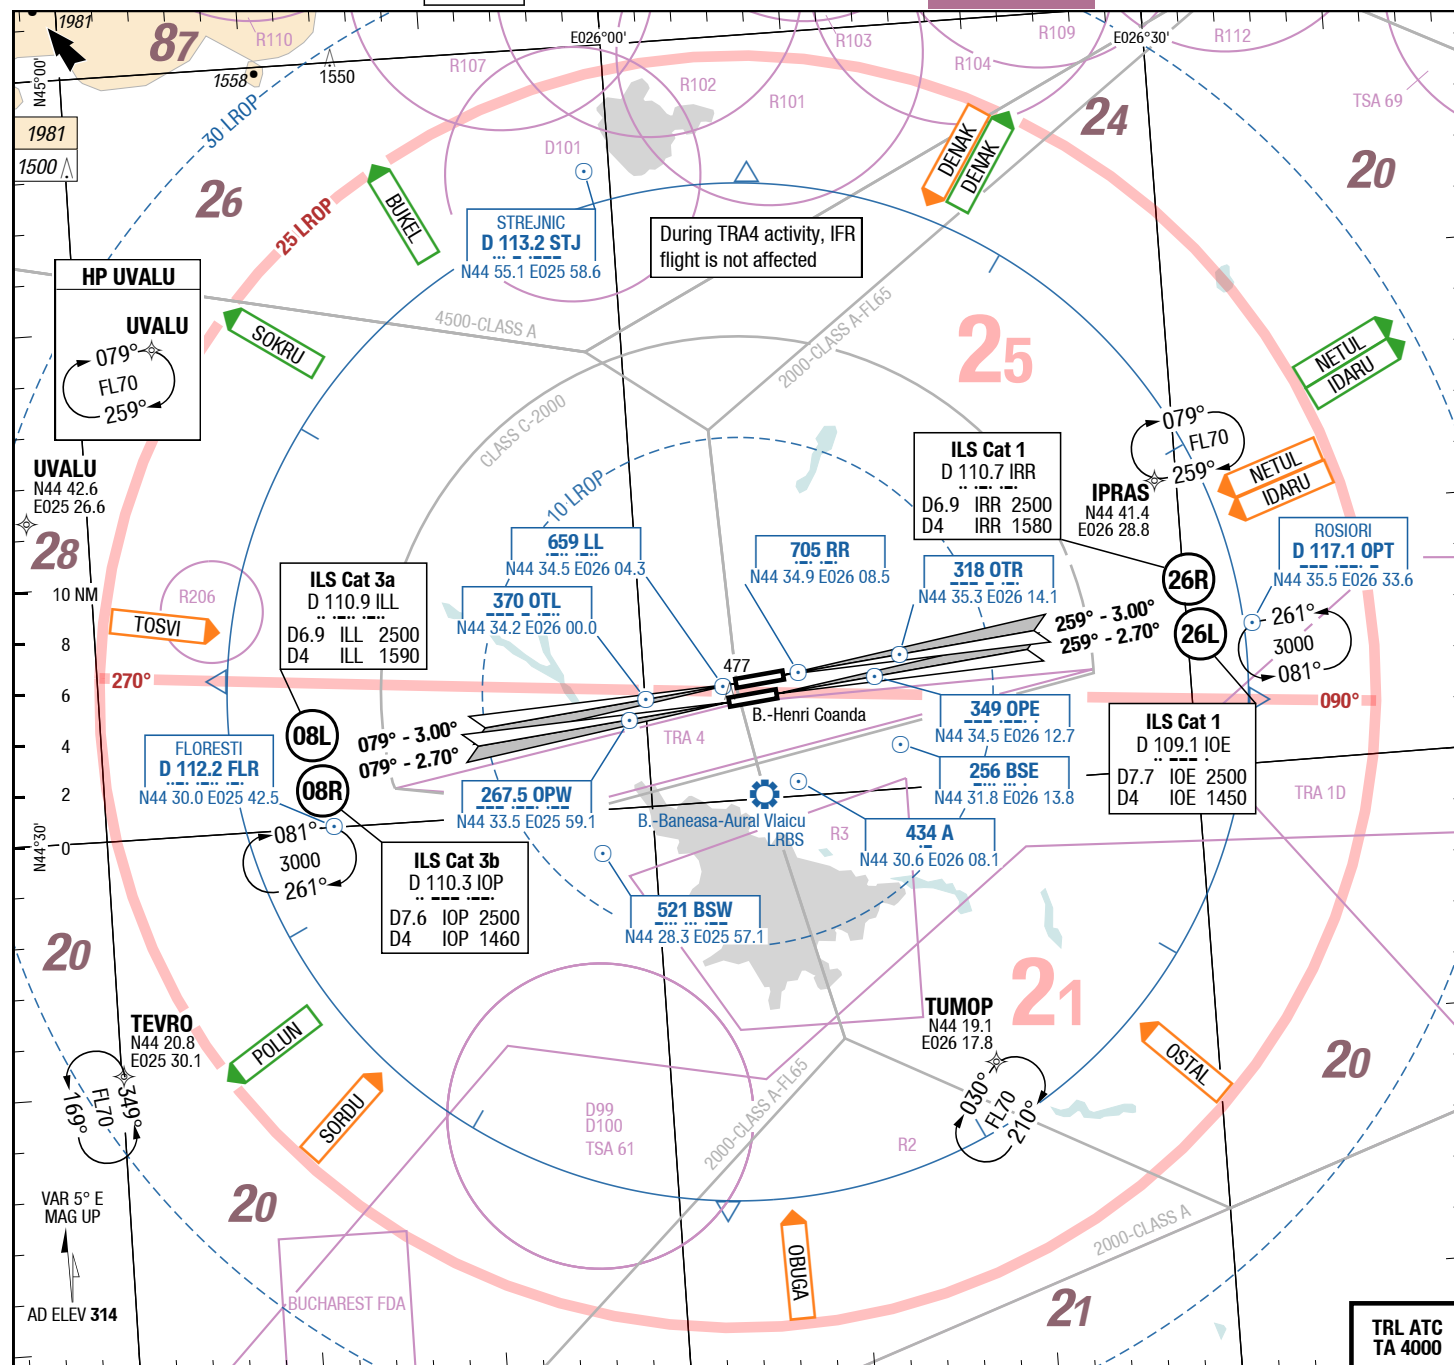 1981
87
R110
E026°00'
R103
R109
E026°30'
R112
N45°00'
1558
1550
R107
R102
R104
R101
TSA 69
30 LROP
1981
1500
D101
DENAK
DENAK
24
20
26
BUKEL
25 LROP
STREJNIC
D 113.2 STJ
N44 55.1 E025 58.6
During TRA4 activity, IFR
flight is not affected
HP UVALU
UVALU
079°
FL70
259°
SOKRU
4500-CLASS A
2000-CLASS A-FL65
25
NETUL
IDARU
CLASS C-2000
079°
FL70
259°
ILS Cat 1
D 110.7 IRR
D6.9 IRR 2500
D4 IRR 1580
IPRAS
N44 41.4
E026 28.8
NETUL
IDARU
UVALU
N44 42.6
E025 26.6
28
10 LROP
659 LL
N44 34.5 E026 04.3
705 RR
N44 34.9 E026 08.5
318 OTR
N44 35.3 E026 14.1
26R
ROSIORI
D 117.1 OPT
N44 35.5 E026 33.6
10 NM
8
6
4
2
0
R206
TOSVI
ILS Cat 3a
D 110.9 ILL
D6.9 ILL 2500
D4 ILL 1590
370 OTL
N44 34.2 E026 00.0
259° - 3.00°
259° - 2.70°
26L
261°
3000
081°
270°
477
090°
B.-Henri Coanda
349 OPE
N44 34.5 E026 12.7
ILS Cat 1
D 109.1 IOE
D7.7 IOE 2500
D4 IOE 1450
08L
079° - 3.00°
079° - 2.70°
TRA 4
FLORESTI
D 112.2 FLR
N44 30.0 E025 42.5
08R
256 BSE
N44 31.8 E026 13.8
TRA 1D
267.5 OPW
N44 33.5 E025 59.1
B.-Baneasa-Aural Vlaicu
LRBS
R3
434 A
N44 30.6 E026 08.1
N44°30'
081°
3000
261°
ILS Cat 3b
D 110.3 IOP
D7.6 IOP 2500
D4 IOP 1460
521 BSW
N44 28.3 E025 57.1
20
21
TEVRO
N44 20.8
E025 30.1
POLUN
TUMOP
N44 19.1
E026 17.8
OSTAL
20
349°
FL70
169°
SORDU
D99
D100
TSA 61
2000-CLASS A-FL65
030°
FL70
210°
R2
VAR 5° E
MAG UP
20
2000-CLASS A
OBUGA
AD ELEV 314
BUCHAREST FDA
21
TRL ATC
TA 4000